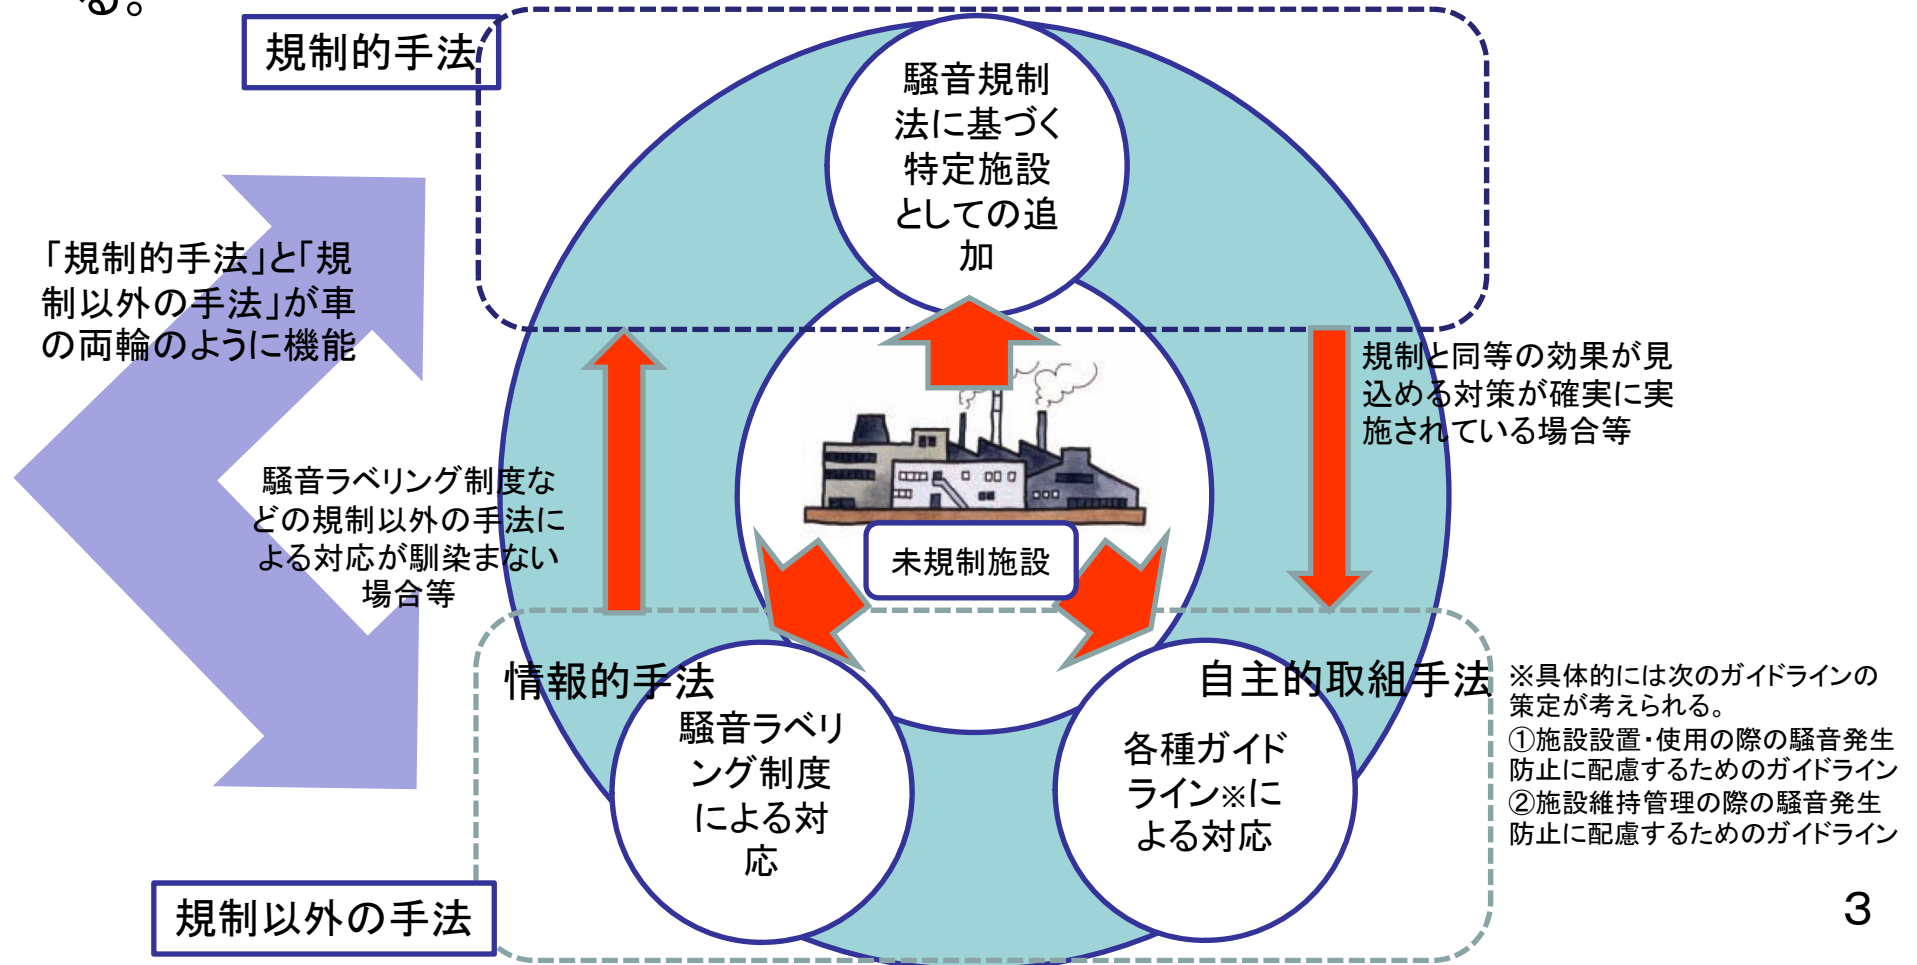 る。
規制的手法
騒音規制
法に基づく
特定施設
としての追
加
「規制的手法」と「規
制以外の手法」が車
の両輪のように機能
規制と同等の効果が見
込める対策が確実に実
施されている場合等
騒音ラベリング制度な
どの規制以外の手法に
よる対応が馴染まない
場合等
未規制施設
情報的手法
騒音ラベリ
ング制度
による対
応
自主的取組手法
各種ガイド
ライン※に
よる対応
※具体的には次のガイドラインの
策定が考えられる。
①施設設置・使用の際の騒音発生
防止に配慮するためのガイドライン
②施設維持管理の際の騒音発生
防止に配慮するためのガイドライン
規制以外の手法
3